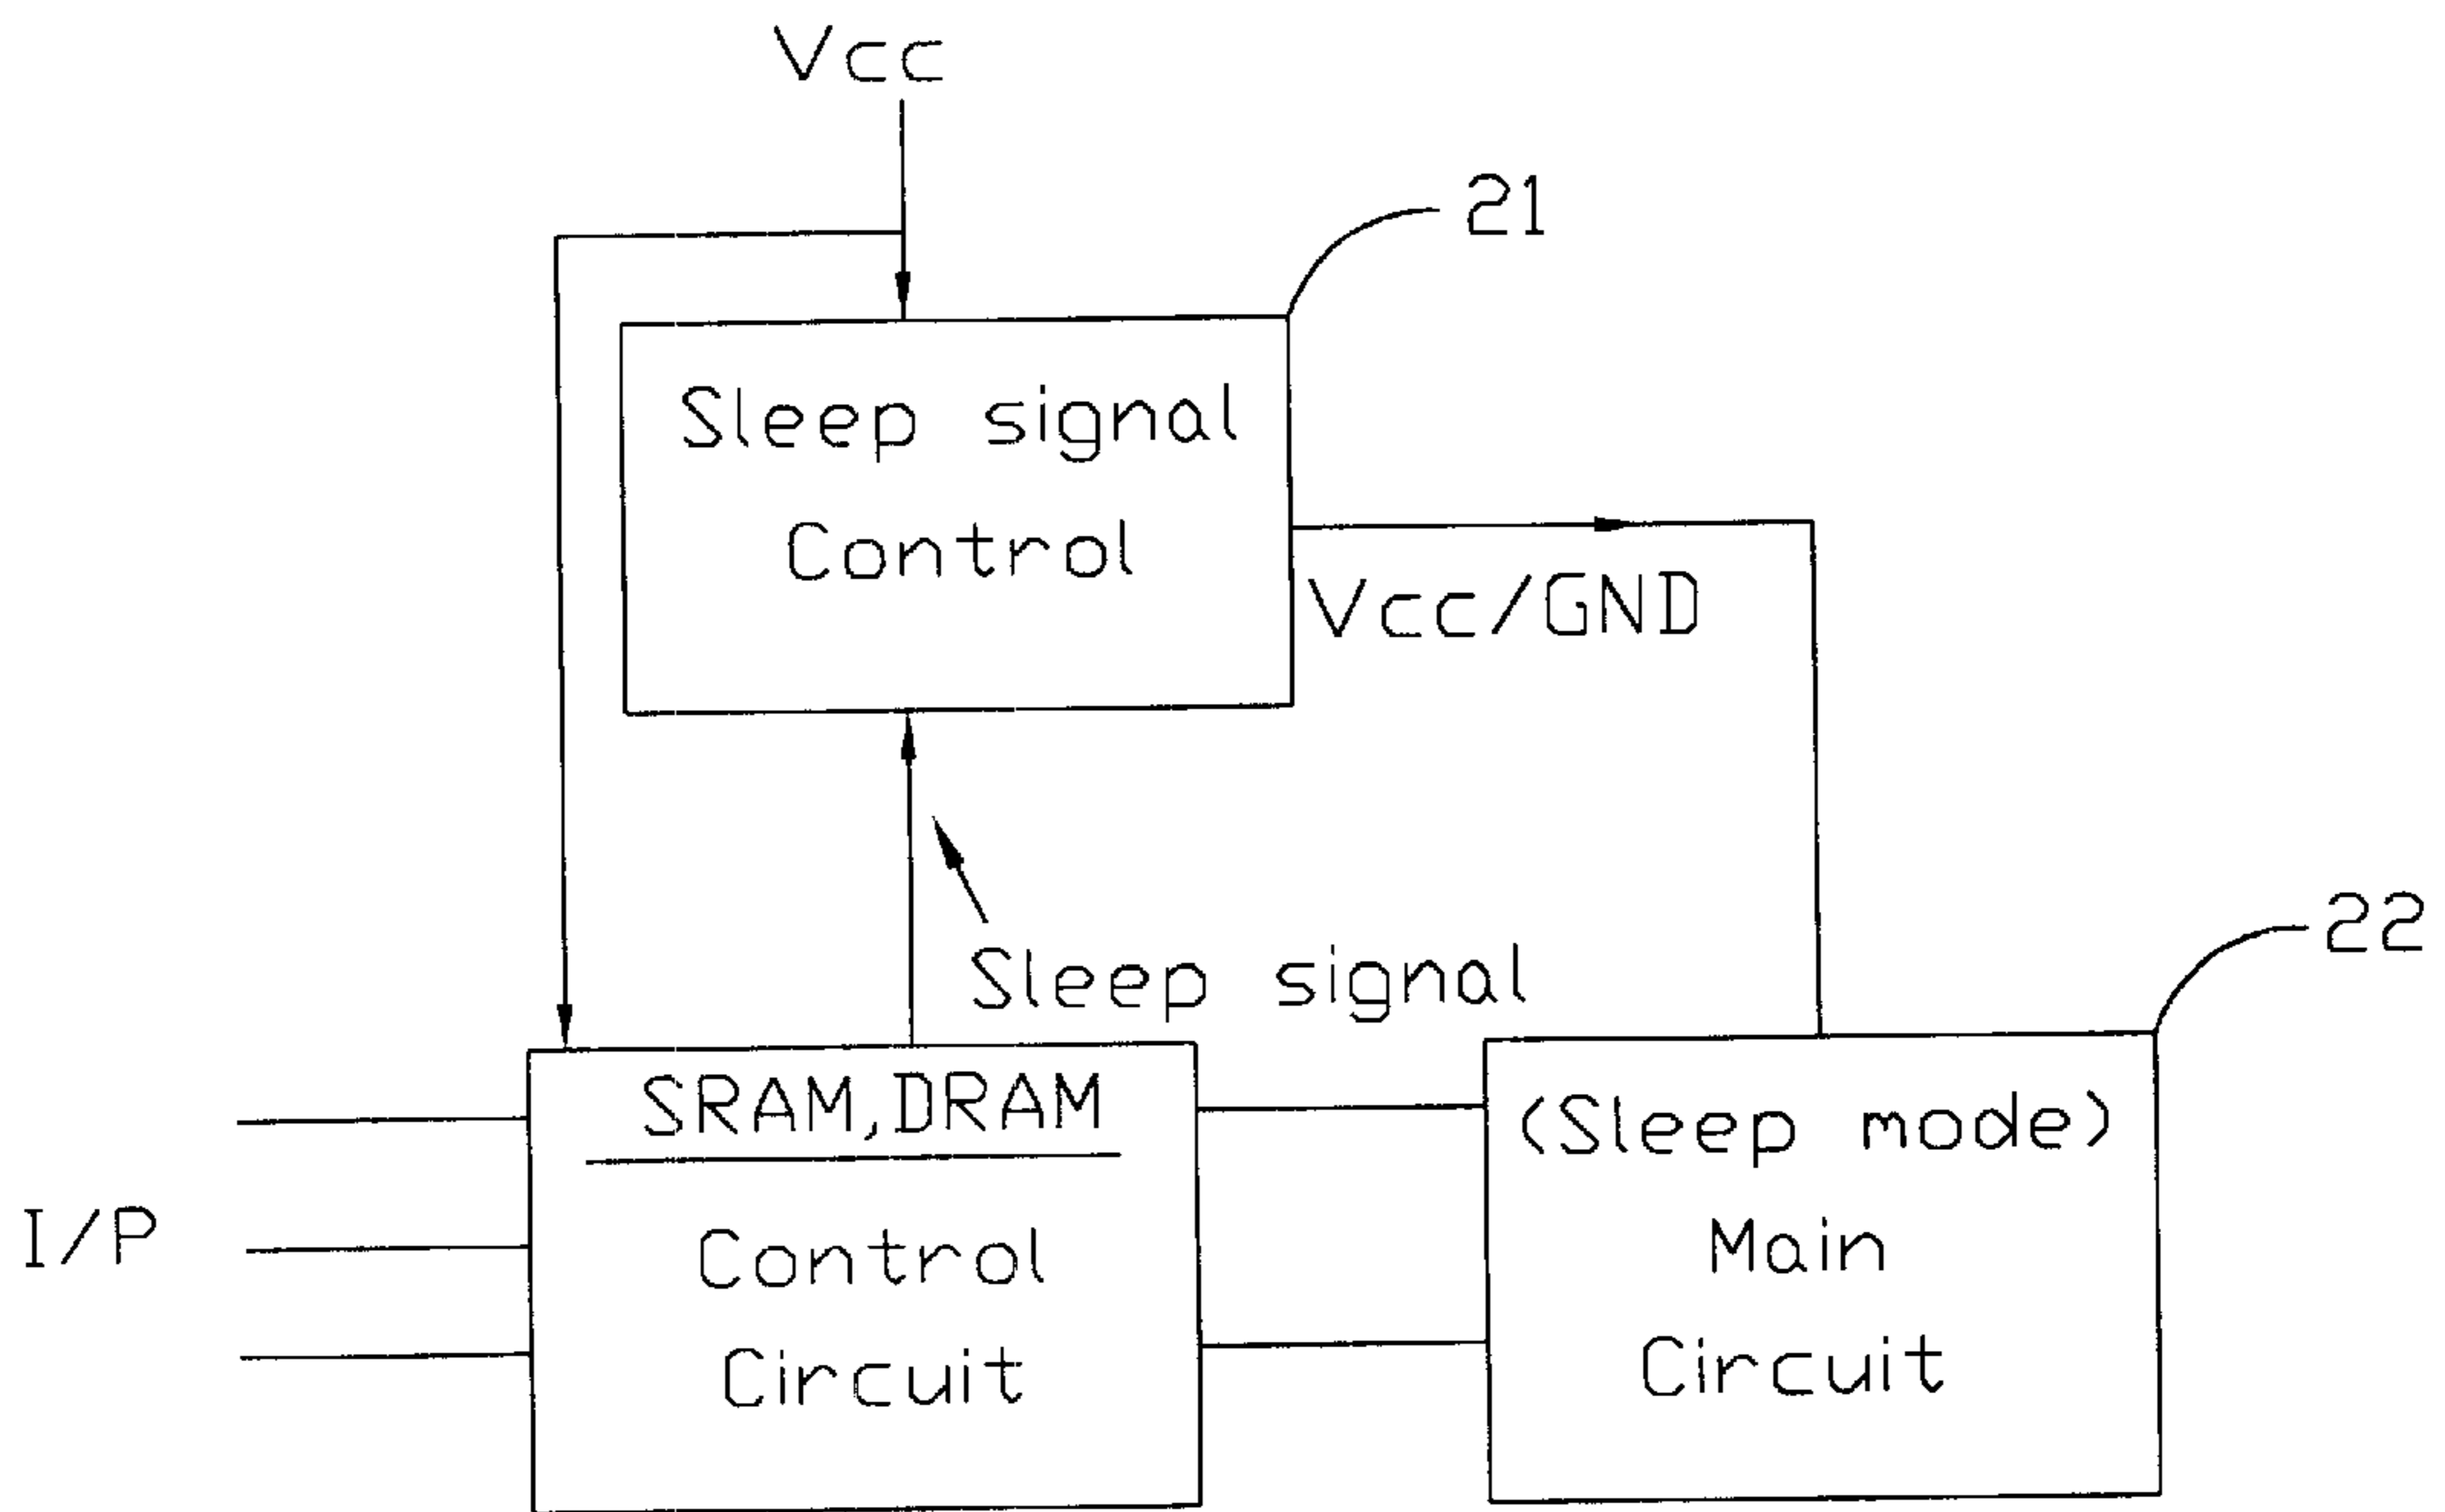 Vcc
21
Sleep signal
Control
Vcc/GND
22
Sleep signal
SRAM,DRAM
Control
Circuit
(Sleep mode)
Main
Circuit
I/P